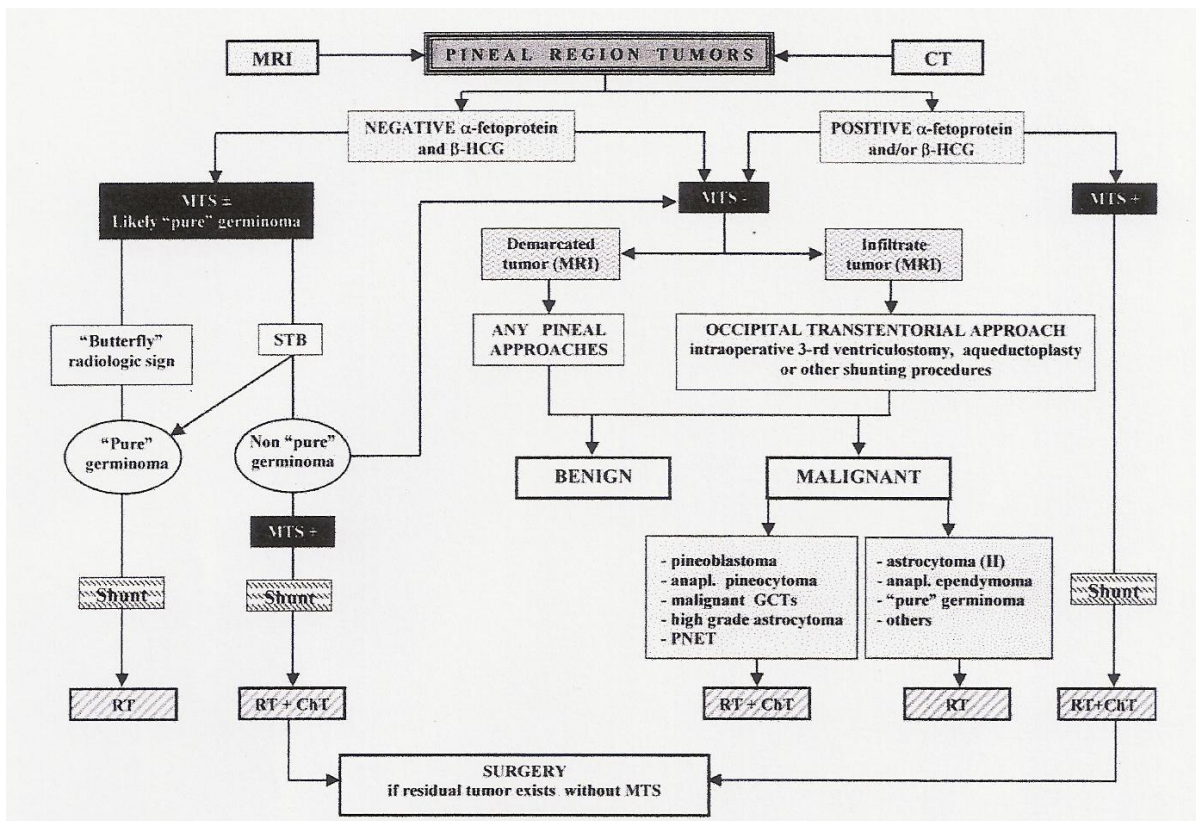 MRI
PINEAL REGION TUMORS
CT
NEGATIVE α-fetoprotein
and β-HCG
POSITIVE α-fetoprotein
and/or β-HCG
MTS ±
Likely "pure" germinoma
MTS -
MTS +
Demarcated
tumor (MRI)
Infiltrate
tumor (MRI)
"Butterfly"
radiologic sign
STB
ANY PINEAL
APPROACHES
OCCIPITAL TRANSTENTORIAL APPROACH
intraoperative 3-rd ventriculostomy, aqueductoplasty
or other shunting procedures
"Pure"
germinoma
Non "pure"
germinoma
BENIGN
MALIGNANT
MTS +
- pineoblastoma
- anapl. pineocytoma
- malignant GCTs
- high grade astrocytoma
- PNET
- astrocytoma (II)
- anapl. ependymoma
- "pure" germinoma
- others
Shunt
Shunt
Shunt
RT
RT + ChT
RT + ChT
RT
RT+ChT
SURGERY
if residual tumor exists without MTS